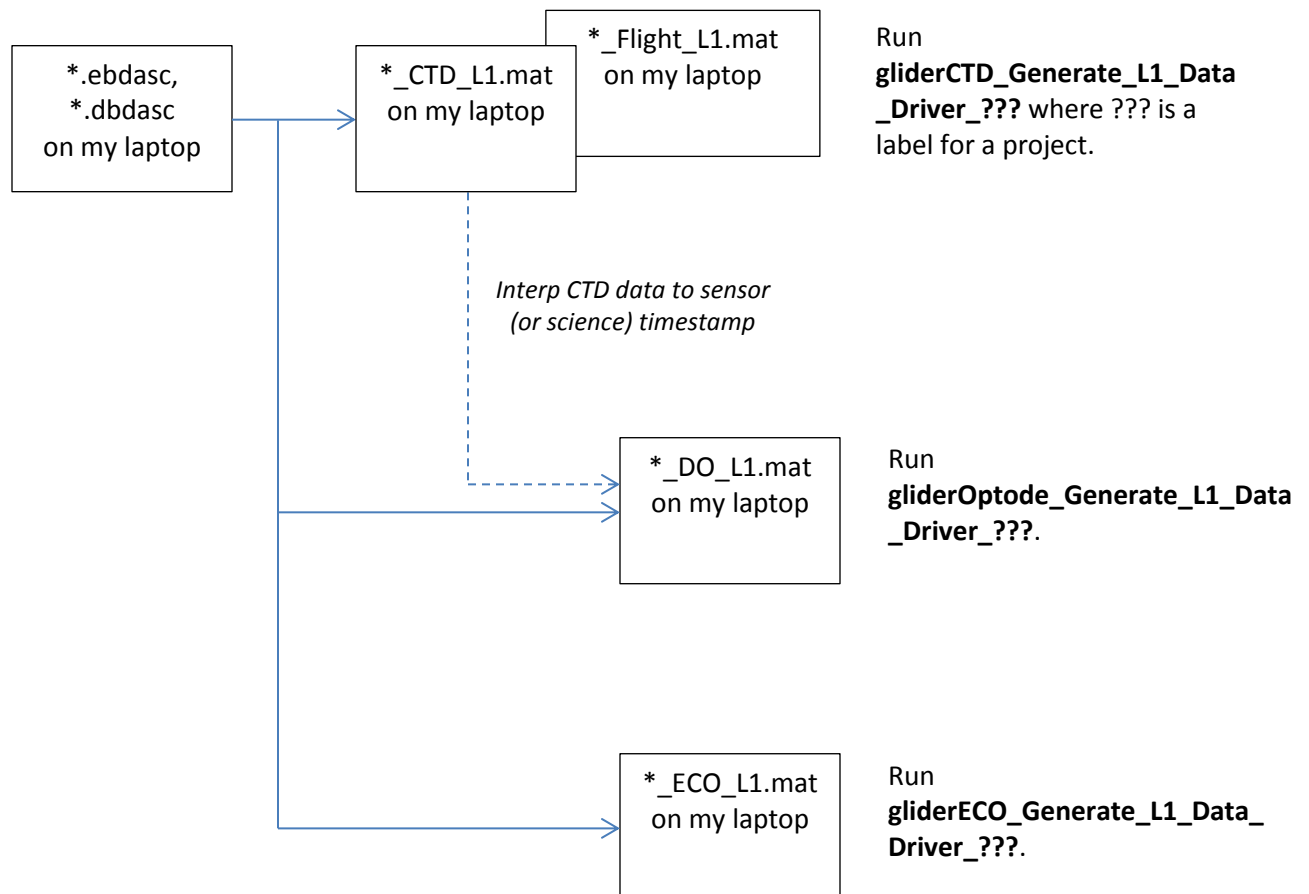 *.ebdasc,
*.dbdasc
on my laptop
*_CTD_L1.mat
on my laptop
*_Flight_L1.mat
on my laptop
Run
gliderCTD_Generate_L1_Data
_Driver_??? where ??? is a
label for a project.
Interp CTD data to sensor
(or science) timestamp
*_DO_L1.mat
on my laptop
Run
gliderOptode_Generate_L1_Data
_Driver_???.
*_ECO_L1.mat
on my laptop
Run
gliderECO_Generate_L1_Data_
Driver_???.